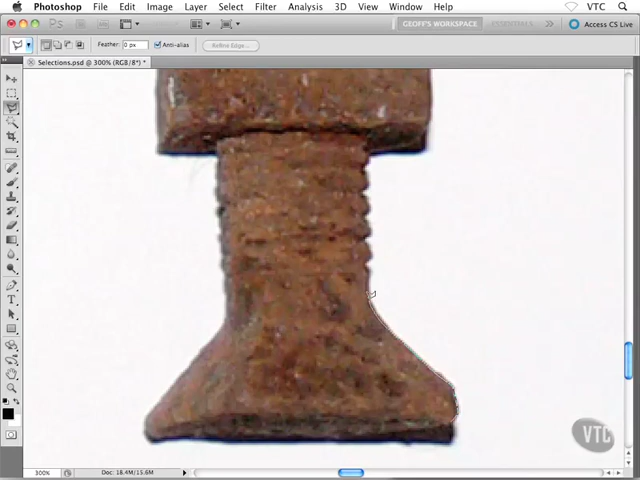 Photoshop File Edit Image Layer Select Filter Analysis 3D View Window Help VTC
GEOFF'S WORKSPACE ESSENTIALS Access CS Live
Feather: 0 px Anti-alias Refine Edge...
Selections.psd @ 300% (RGB/8*) *
VTC
300% Doc: 18.4M/15.6M